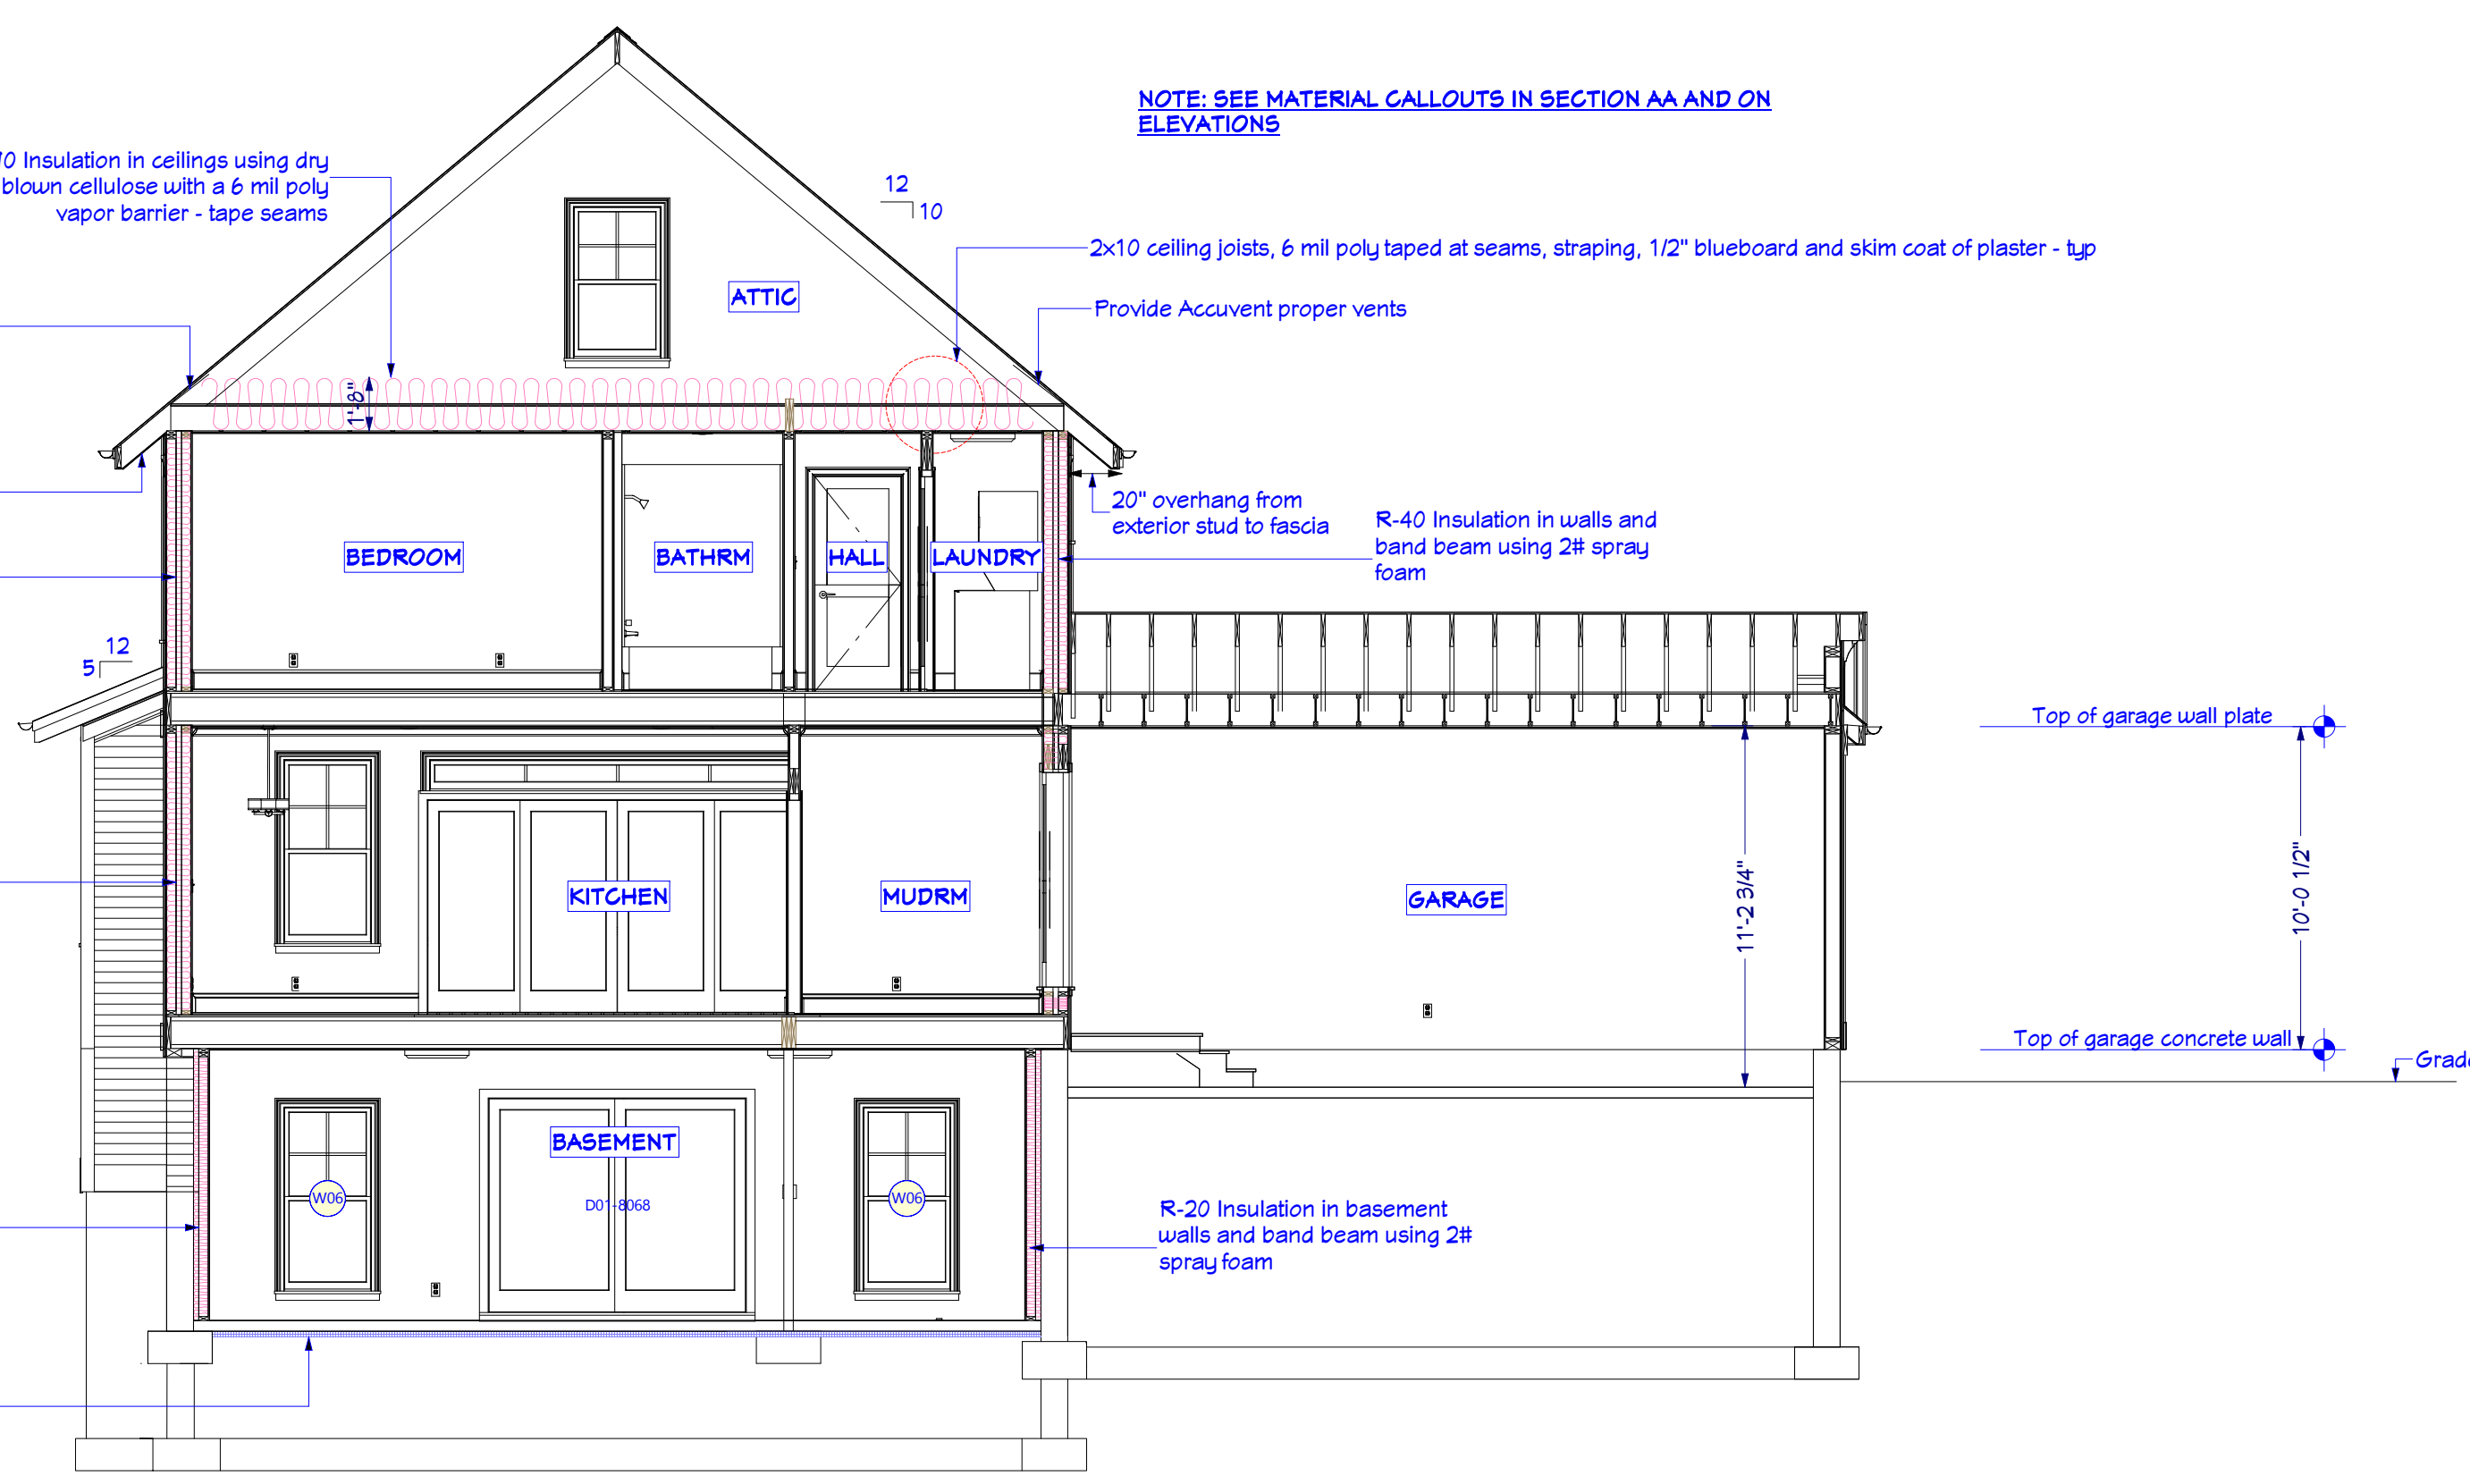 NOTE: SEE MATERIAL CALLOUTS IN SECTION AA AND ON
ELEVATIONS
Insulation in ceilings using dry
blown cellulose with a 6 mil poly
vapor barrier - tape seams
12
10
2x10 ceiling joists, 6 mil poly taped at seams, straping, 1/2" blueboard and skim coat of plaster - typ
ATTIC
Provide Accuvent proper vents
1'-8"
20" overhang from
exterior stud to fascia
R-40 Insulation in walls and
band beam using 2# spray
foam
BEDROOM
BATHRM
HALL
LAUNDRY
12
5
Top of garage wall plate
KITCHEN
MUDRM
GARAGE
11'-2 3/4"
10'-0 1/2"
Top of garage concrete wall
BASEMENT
W06
D01-8068
W06
R-20 Insulation in basement
walls and band beam using 2#
spray foam